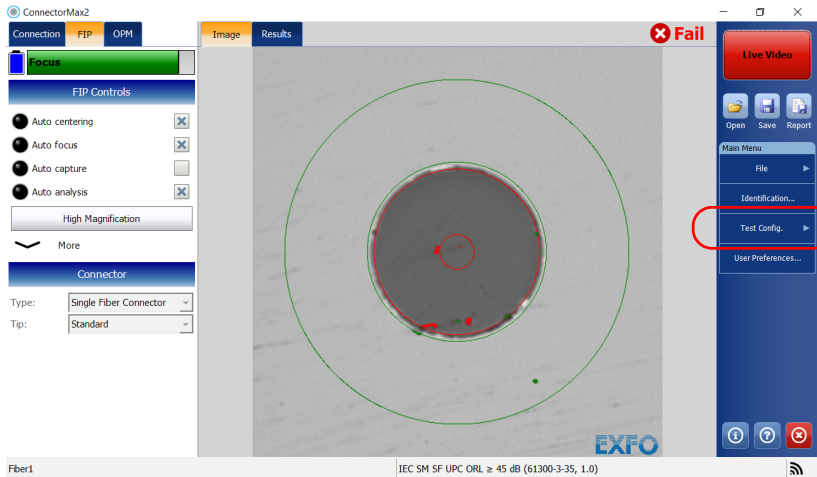 ConnectorMax2
Connection FIP OPM
Image Results
Fail
Live Video
Focus
FIP Controls
Auto centering
Auto focus
Auto capture
Auto analysis
High Magnification
More
Connector
Type: Single Fiber Connector
Tip: Standard
Open Save Report
Main Menu
File
Identification...
Test Config.
User Preferences...
EXFO
Fiber1
IEC SM SF UPC ORL ≥ 45 dB (61300-3-35, 1.0)